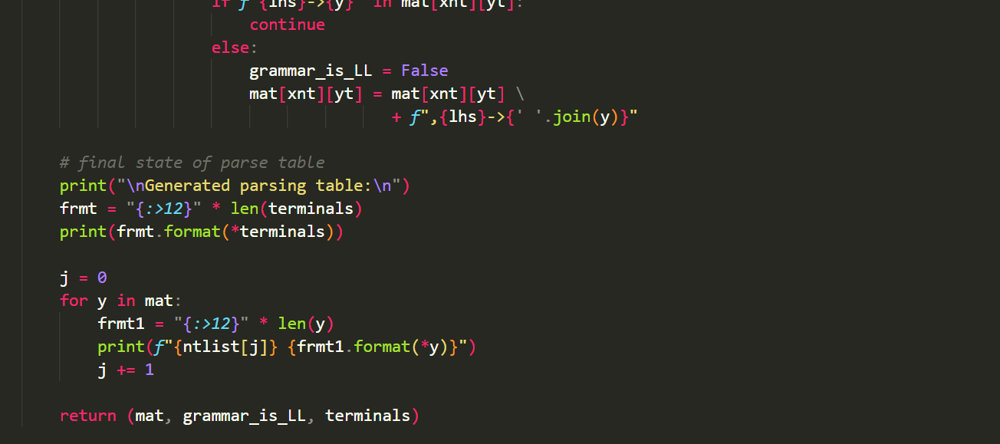 if f"{lhs}->{y}" in mat[xnt][yt]:
continue
else:
grammar_is_LL = False
mat[xnt][yt] = mat[xnt][yt] \
+ f",{lhs}->{' '.join(y)}"
# final state of parse table
print("\nGenerated parsing table:\n")
frmt = "{:>12}" * len(terminals)
print(frmt.format(*terminals))
j = 0
for y in mat:
frmt1 = "{:>12}" * len(y)
print(f"{ntlist[j]} {frmt1.format(*y)}")
j += 1
return (mat, grammar_is_LL, terminals)